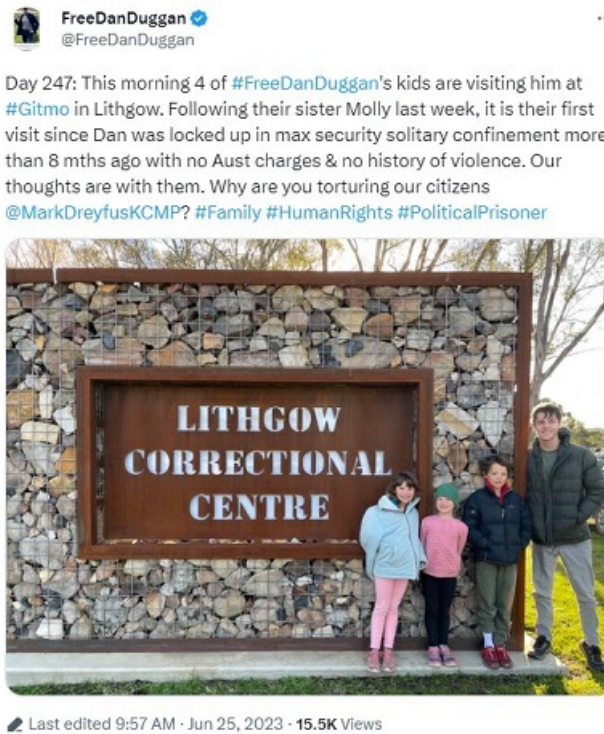 FreeDanDuggan
@FreeDanDuggan
Day 247: This morning 4 of #FreeDanDuggan's kids are visiting him at
#Gitmo in Lithgow. Following their sister Molly last week, it is their first
visit since Dan was locked up in max security solitary confinement more
than 8 mths ago with no Aust charges & no history of violence. Our
thoughts are with them. Why are you torturing our citizens
@MarkDreyfusKCMP? #Family #HumanRights #PoliticalPrisoner
LITHGOW
CORRECTIONAL
CENTRE
Last edited 9:57 AM · Jun 25, 2023 · 15.5K Views